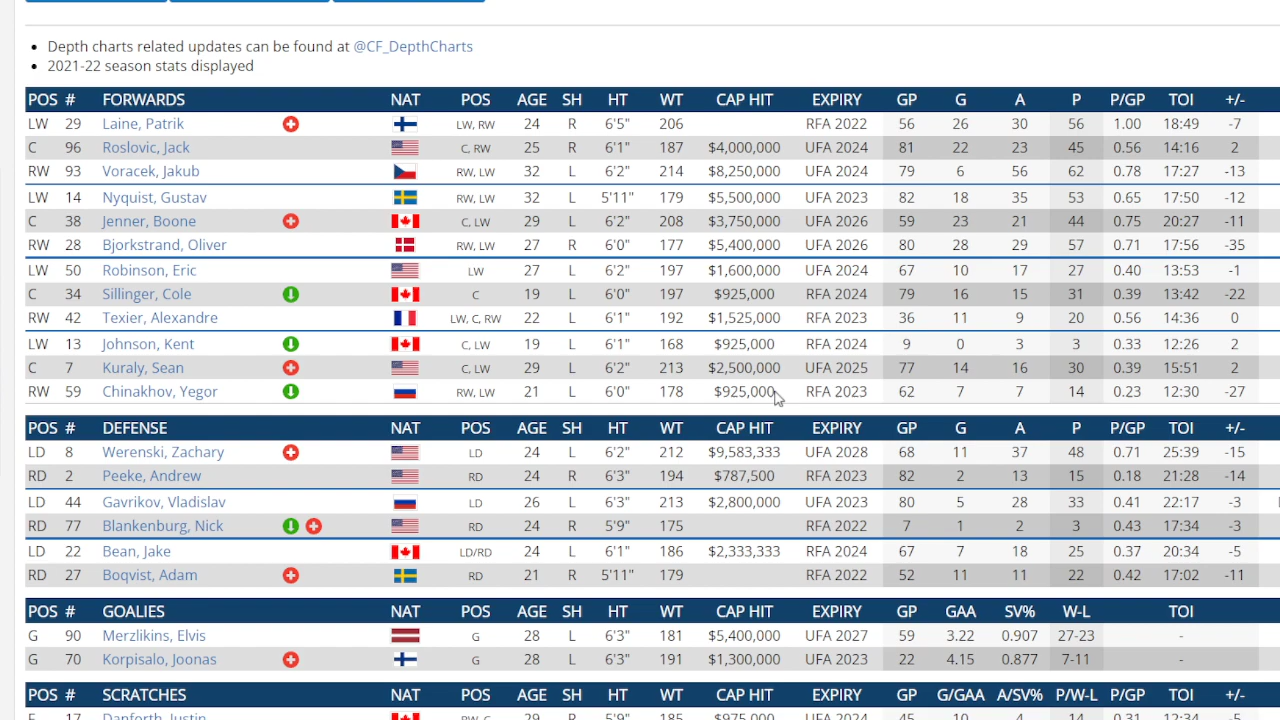 Depth charts related updates can be found at @CF_DepthCharts
2021-22 season stats displayed
POS # FORWARDS NAT POS AGE SH HT WT CAP HIT EXPIRY GP G A P P/GP TOI +/-
LW 29 Laine, Patrik LW, RW 24 R 6'5" 206 RFA 2022 56 26 30 56 1.00 18:49 -7
C 96 Roslovic, Jack C, RW 25 R 6'1" 187 $4,000,000 UFA 2024 81 22 23 45 0.56 14:16 2
RW 93 Voracek, Jakub RW, LW 32 L 6'2" 214 $8,250,000 UFA 2024 79 6 56 62 0.78 17:27 -13
LW 14 Nyquist, Gustav RW, LW 32 L 5'11" 179 $5,500,000 UFA 2023 82 18 35 53 0.65 17:50 -12
C 38 Jenner, Boone C, LW 29 L 6'2" 208 $3,750,000 UFA 2026 59 23 21 44 0.75 20:27 -11
RW 28 Bjorkstrand, Oliver RW, LW 27 R 6'0" 177 $5,400,000 UFA 2026 80 28 29 57 0.71 17:56 -35
LW 50 Robinson, Eric LW 27 L 6'2" 197 $1,600,000 UFA 2024 67 10 17 27 0.40 13:53 -1
C 34 Sillinger, Cole C 19 L 6'0" 197 $925,000 RFA 2024 79 16 15 31 0.39 13:42 -22
RW 42 Texier, Alexandre LW, C, RW 22 L 6'1" 192 $1,525,000 RFA 2023 36 11 9 20 0.56 14:36 0
LW 13 Johnson, Kent C, LW 19 L 6'1" 168 $925,000 RFA 2024 9 0 3 3 0.33 12:26 2
C 7 Kuraly, Sean C, LW 29 L 6'2" 213 $2,500,000 UFA 2025 77 14 16 30 0.39 15:51 2
RW 59 Chinakhov, Yegor RW, LW 21 L 6'0" 178 $925,000 RFA 2023 62 7 7 14 0.23 12:30 -27
POS # DEFENSE NAT POS AGE SH HT WT CAP HIT EXPIRY GP G A P P/GP TOI +/-
LD 8 Werenski, Zachary LD 24 L 6'2" 212 $9,583,333 UFA 2028 68 11 37 48 0.71 25:39 -15
RD 2 Peeke, Andrew RD 24 R 6'3" 194 $787,500 RFA 2023 82 2 13 15 0.18 21:28 -14
LD 44 Gavrikov, Vladislav LD 26 L 6'3" 213 $2,800,000 UFA 2023 80 5 28 33 0.41 22:17 -3
RD 77 Blankenburg, Nick RD 24 R 5'9" 175 RFA 2022 7 1 2 3 0.43 17:34 -3
LD 22 Bean, Jake LD/RD 24 L 6'1" 186 $2,333,333 RFA 2024 67 7 18 25 0.37 20:34 -5
RD 27 Boqvist, Adam RD 21 R 5'11" 179 RFA 2022 52 11 11 22 0.42 17:02 -11
POS # GOALIES NAT POS AGE SH HT WT CAP HIT EXPIRY GP GAA SV% W-L TOI
G 90 Merzlikins, Elvis G 28 L 6'3" 181 $5,400,000 UFA 2027 59 3.22 0.907 27-23 -
G 70 Korpisalo, Joonas G 28 L 6'3" 191 $1,300,000 UFA 2023 22 4.15 0.877 7-11 -
POS # SCRATCHES NAT POS AGE SH HT WT CAP HIT EXPIRY GP G/GAA A/SV% P/W-L P/GP TOI +/-
F 17 Danforth, Justin RW, C 29 R 5'9" 185 $975,000 UFA 2024 45 10 4 14 0.31 12:34 -5